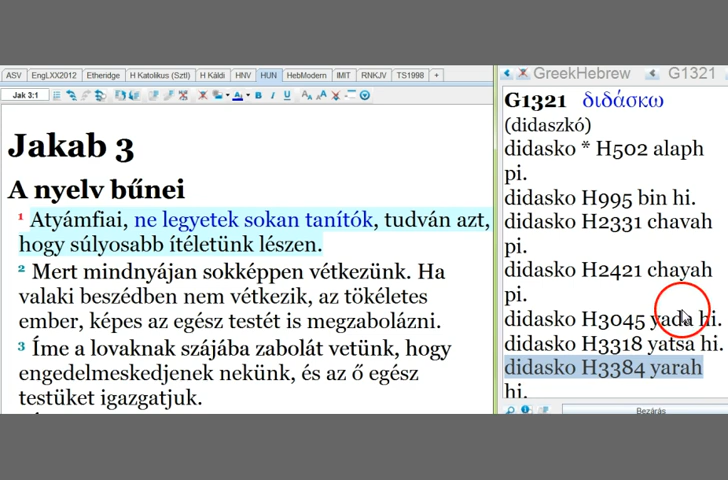 ASV EngLXX2012 Etheridge H Katolikus (Sztl) H Káldi HNV HUN HebModern IMIT RNKJV TS1998 +
GreekHebrew G1321
Jak 3:1
Jakab 3
A nyelv bűnei
1 Atyámfiai, ne legyetek sokan tanítók, tudván azt,
hogy súlyosabb ítéletünk lészen.
2 Mert mindnyájan sokképpen vétkezünk. Ha
valaki beszédben nem vétkezik, az tökéletes
ember, képes az egész testét is megzabolázni.
3 Íme a lovaknak szájába zabolát vetünk, hogy
engedelmeskedjenek nekünk, és az ő egész
testüket igazgatjuk.
G1321 διδάσκω
(didaszkó)
didasko * H502 alaph
pi.
didasko H995 bin hi.
didasko H2331 chavah
pi.
didasko H2421 chayah
pi.
didasko H3045 yada hi.
didasko H3318 yatsa hi.
didasko H3384 yarah
hi.
Bezárás